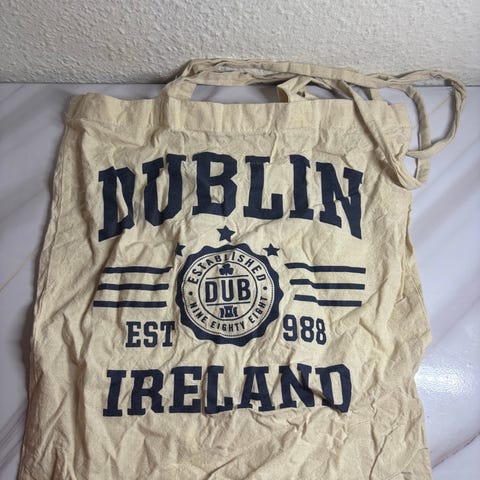 DUBLIN
ESTABLISHED
DUB
NINE EIGHTY EIGHT
EST 988
IRELAND